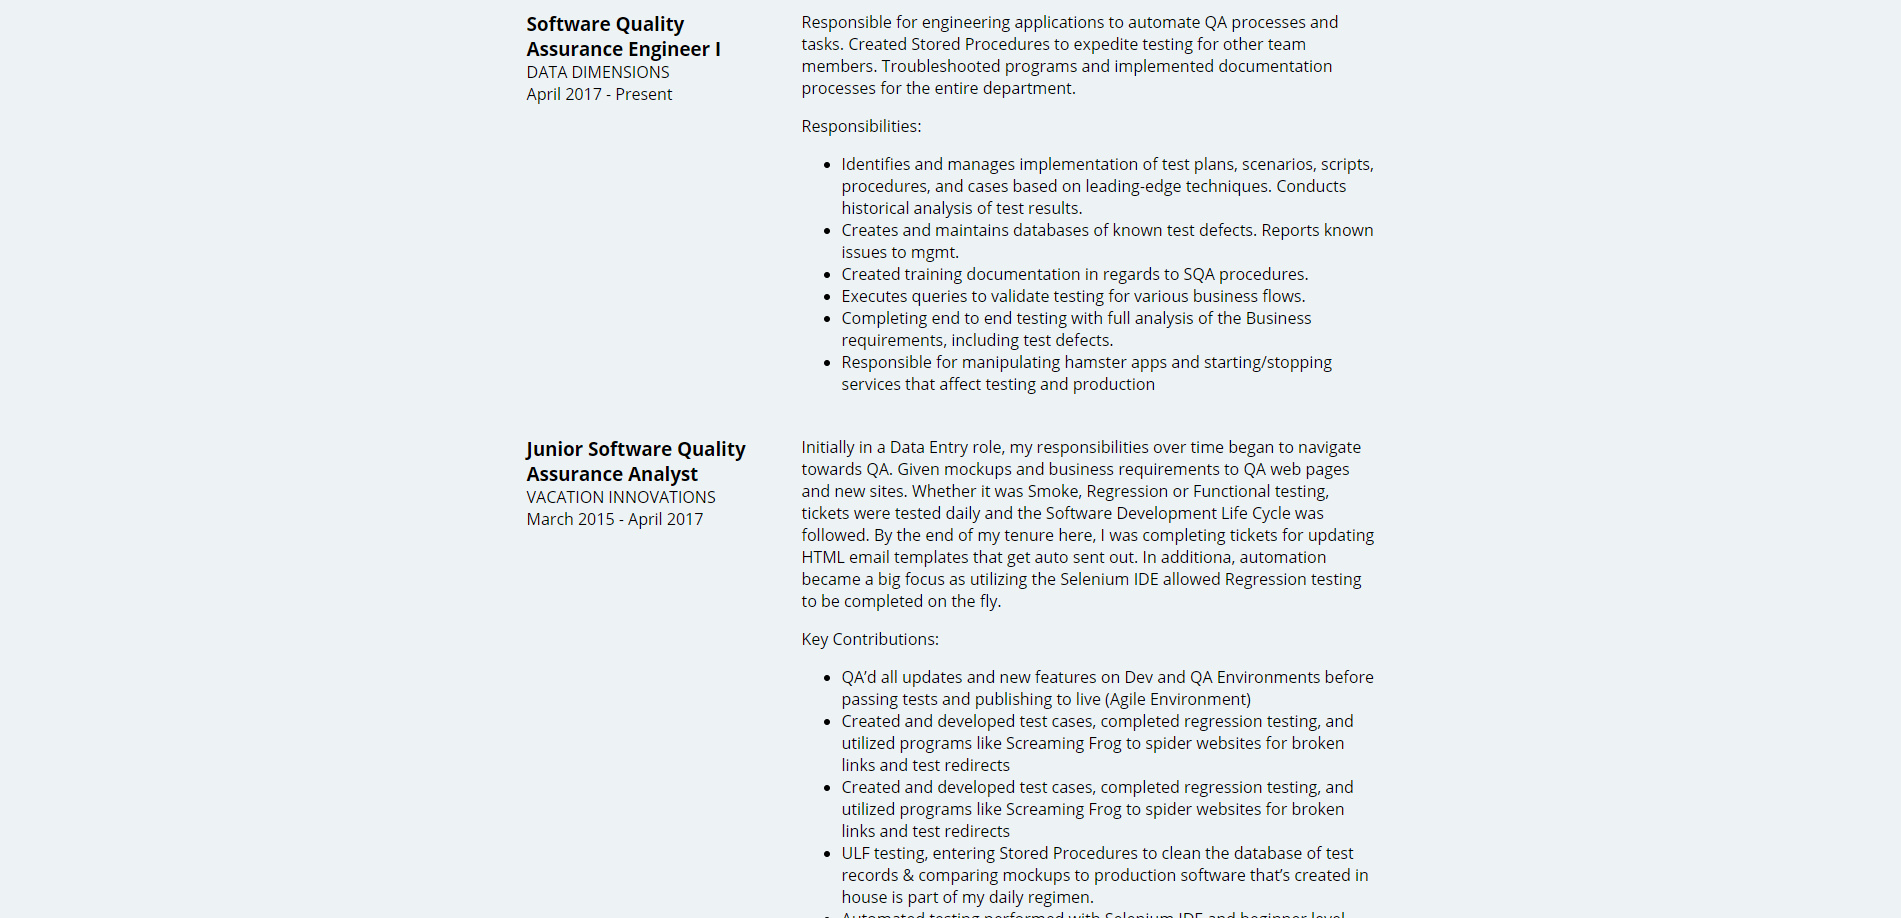 Software Quality
Assurance Engineer I
DATA DIMENSIONS
April 2017 - Present
Responsible for engineering applications to automate QA processes and
tasks. Created Stored Procedures to expedite testing for other team
members. Troubleshooted programs and implemented documentation
processes for the entire department.
Responsibilities:
• Identifies and manages implementation of test plans, scenarios, scripts,
procedures, and cases based on leading-edge techniques. Conducts
historical analysis of test results.
• Creates and maintains databases of known test defects. Reports known
issues to mgmt.
• Created training documentation in regards to SQA procedures.
• Executes queries to validate testing for various business flows.
• Completing end to end testing with full analysis of the Business
requirements, including test defects.
• Responsible for manipulating hamster apps and starting/stopping
services that affect testing and production
Junior Software Quality
Assurance Analyst
VACATION INNOVATIONS
March 2015 - April 2017
Initially in a Data Entry role, my responsibilities over time began to navigate
towards QA. Given mockups and business requirements to QA web pages
and new sites. Whether it was Smoke, Regression or Functional testing,
tickets were tested daily and the Software Development Life Cycle was
followed. By the end of my tenure here, I was completing tickets for updating
HTML email templates that get auto sent out. In additiona, automation
became a big focus as utilizing the Selenium IDE allowed Regression testing
to be completed on the fly.
Key Contributions:
• QA’d all updates and new features on Dev and QA Environments before
passing tests and publishing to live (Agile Environment)
• Created and developed test cases, completed regression testing, and
utilized programs like Screaming Frog to spider websites for broken
links and test redirects
• Created and developed test cases, completed regression testing, and
utilized programs like Screaming Frog to spider websites for broken
links and test redirects
• ULF testing, entering Stored Procedures to clean the database of test
records & comparing mockups to production software that’s created in
house is part of my daily regimen.
• Automated testing performed with Selenium IDE and beginner level